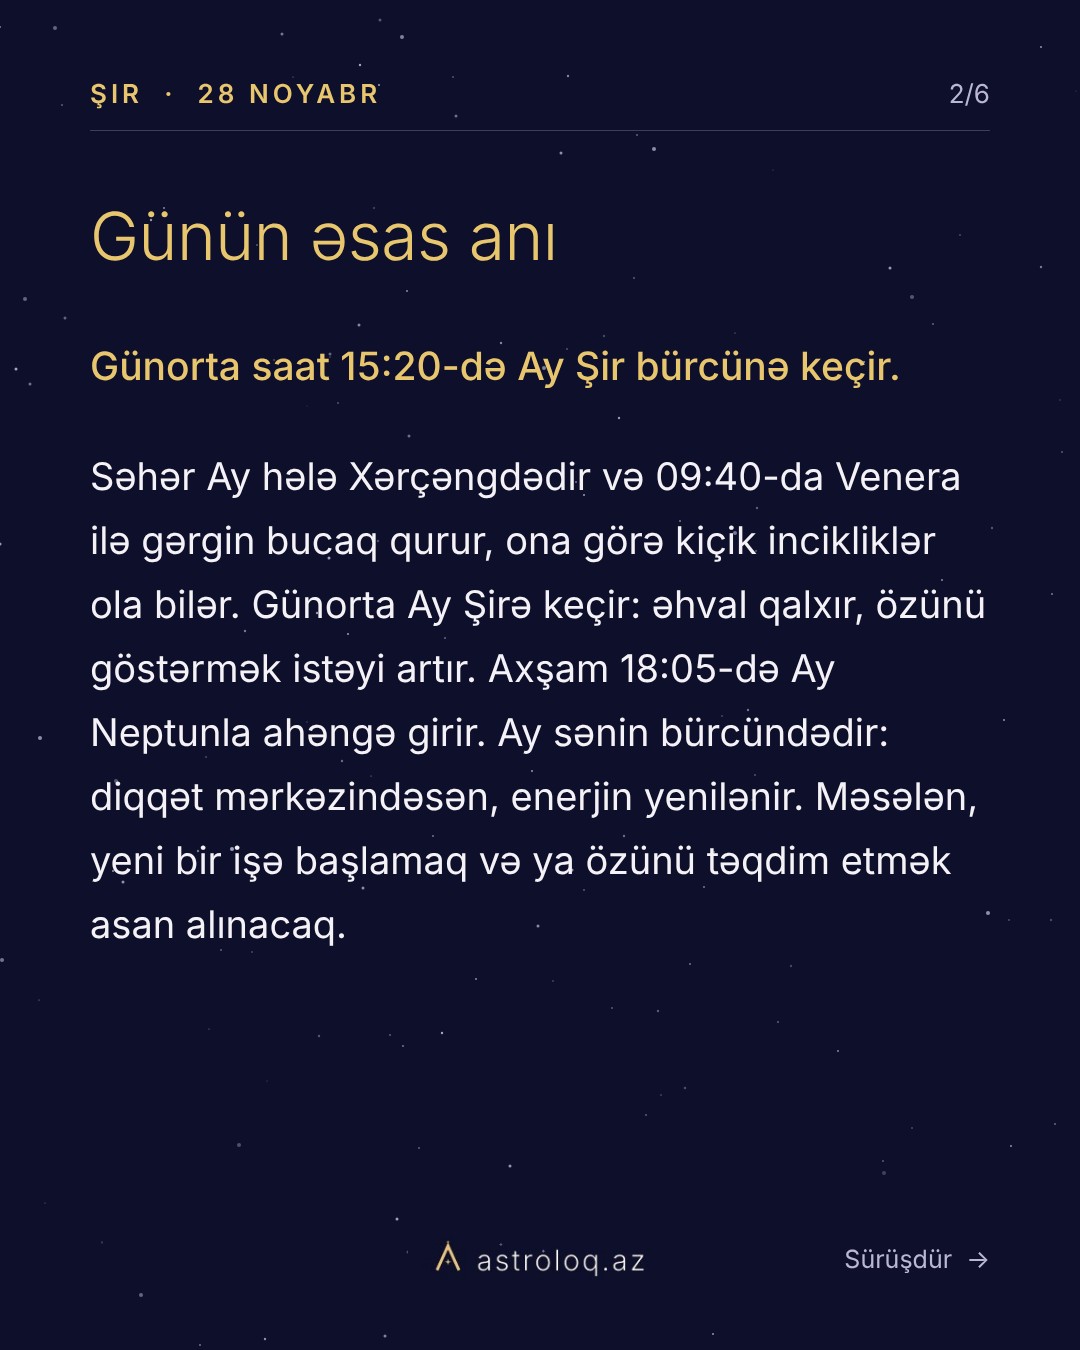 ŞIR · 28 NOYABR
2/6
Günün əsas anı
Günorta saat 15:20-də Ay Şir bürcünə keçir.
Səhər Ay hələ Xərçəngdədir və 09:40-da Venera
ilə gərgin bucaq qurur, ona görə kiçik incikliklər
ola bilər. Günorta Ay Şirə keçir: əhval qalxır, özünü
göstərmək istəyi artır. Axşam 18:05-də Ay
Neptunla ahəngə girir. Ay sənin bürcündədir:
diqqət mərkəzindəsən, enerjin yenilənir. Məsələn,
yeni bir işə başlamaq və ya özünü təqdim etmək
asan alınacaq.
astroloq.az
Sürüşdür →